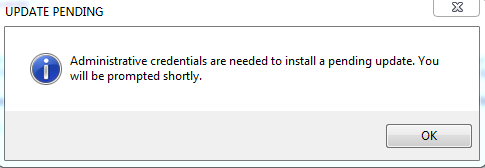 UPDATE PENDING
Administrative credentials are needed to install a pending update. You
will be prompted shortly.
OK